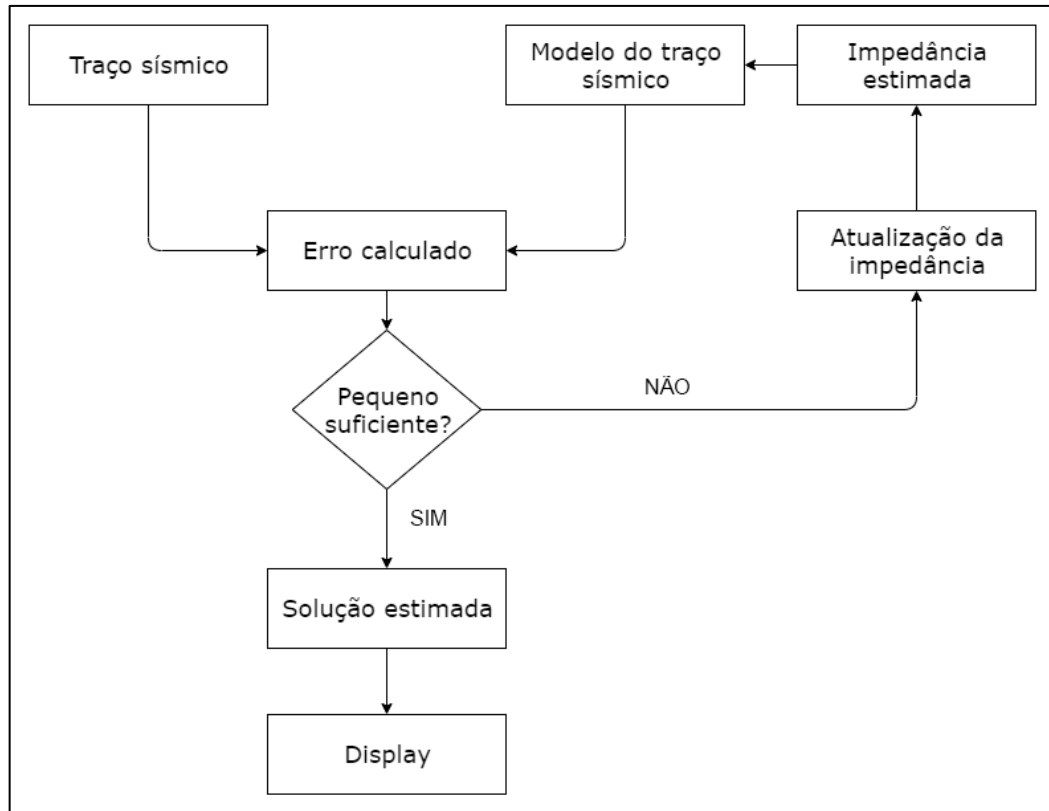 Traço sísmico
Modelo do traço
sísmico
Impedância
estimada
Erro calculado
Atualização da
impedância
Pequeno
suficiente?
NÃO
SIM
Solução estimada
Display